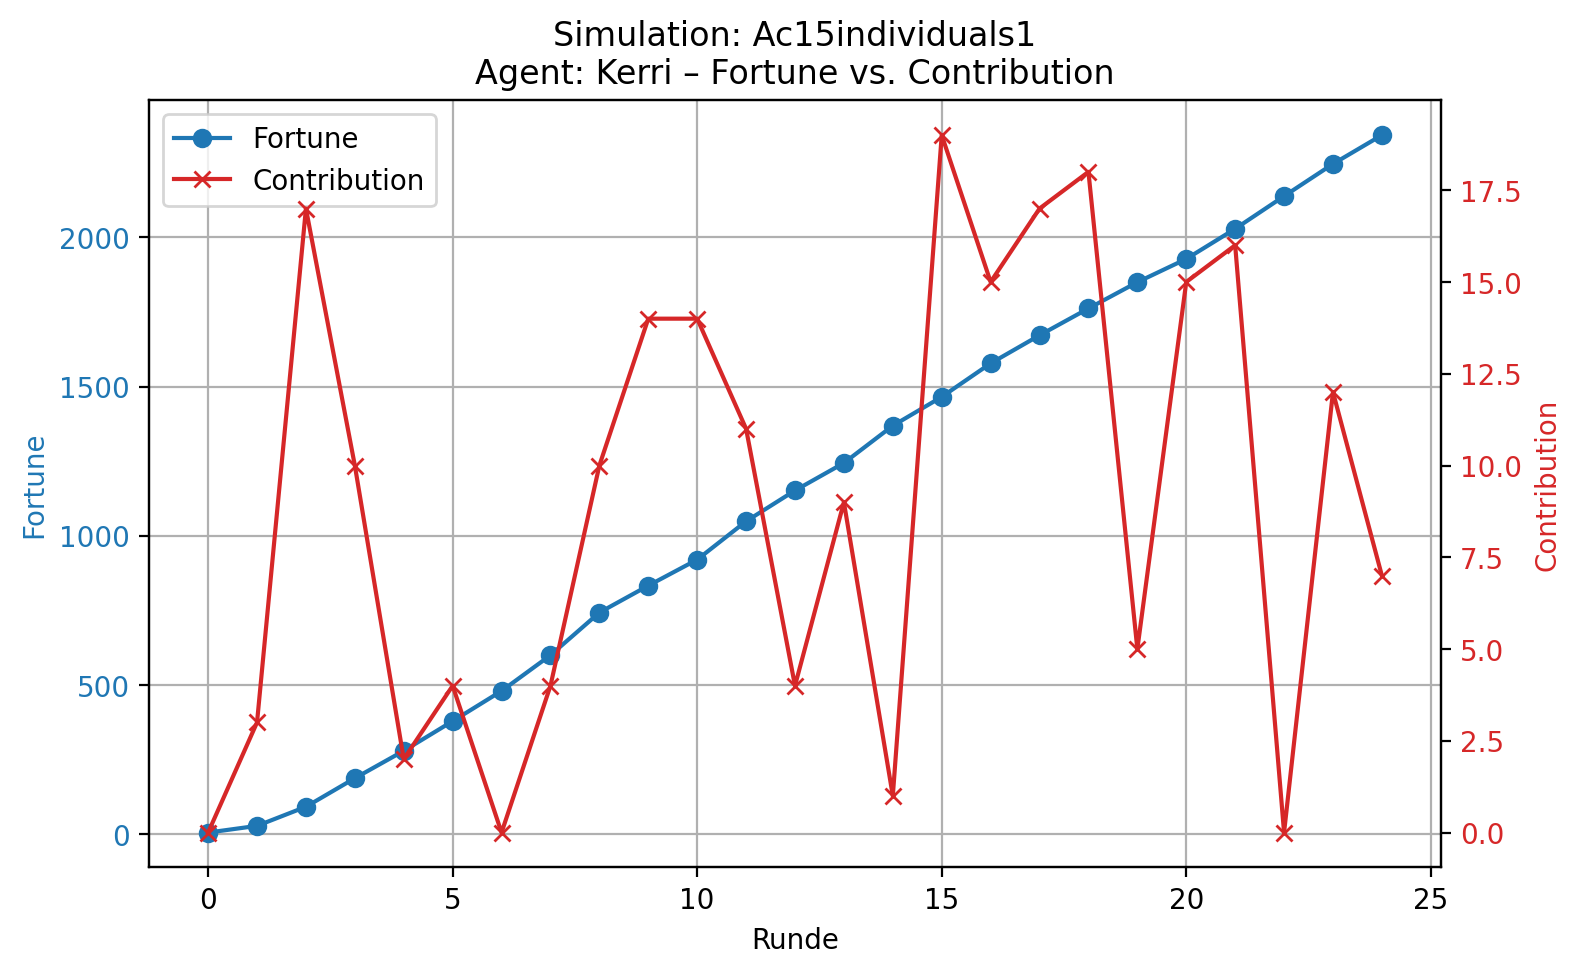 Simulation: Ac15individuals1
Agent: Kerri – Fortune vs. Contribution
Fortune
Contribution
2000
1500
1000
500
0
Fortune
17.5
15.0
12.5
10.0
7.5
5.0
2.5
0.0
Contribution
0 5 10 15 20 25
Runde